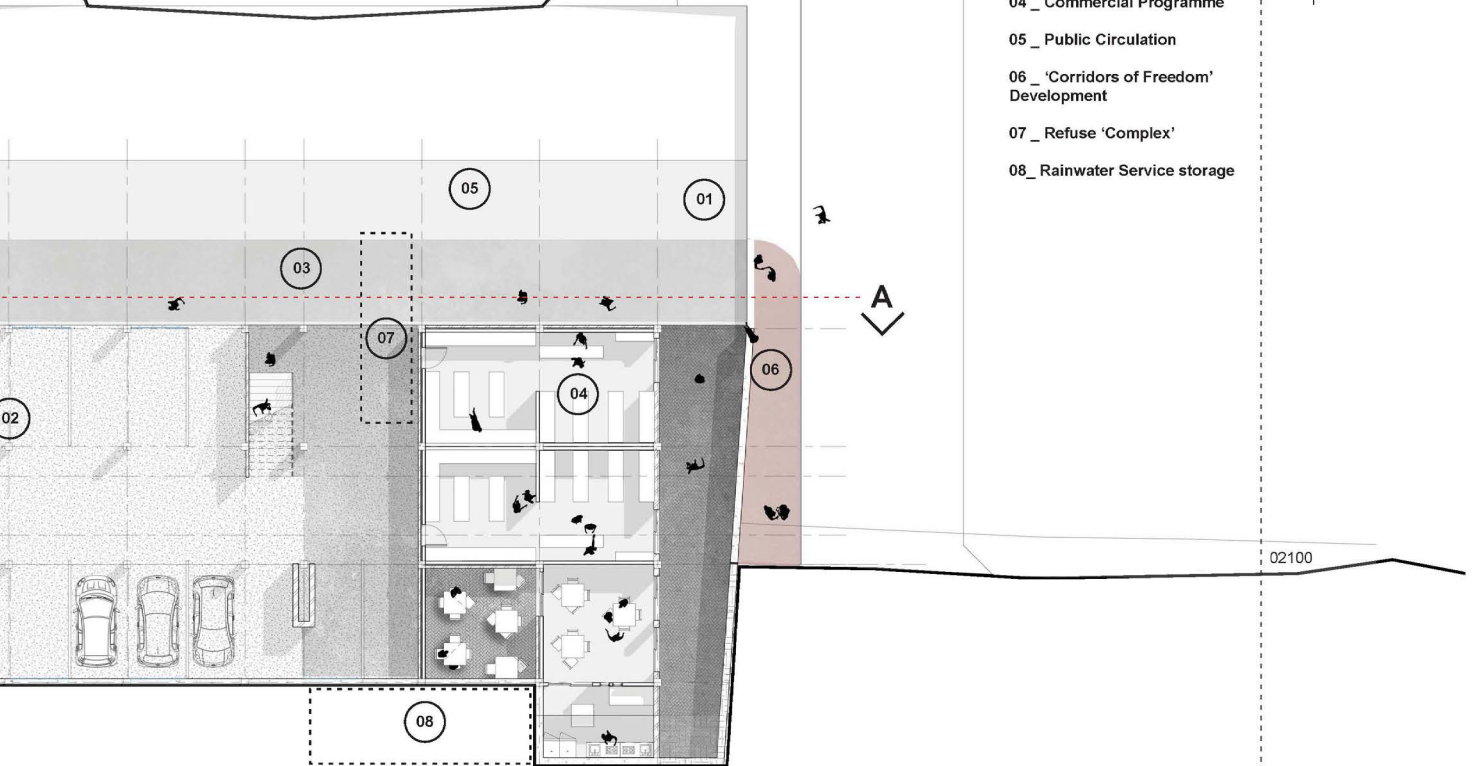 04 _ Commercial Programme
05 _ Public Circulation
06 _ ‘Corridors of Freedom’
Development
07 _ Refuse ‘Complex’
08_ Rainwater Service storage
05
01
03
A
07
06
04
02
02100
08